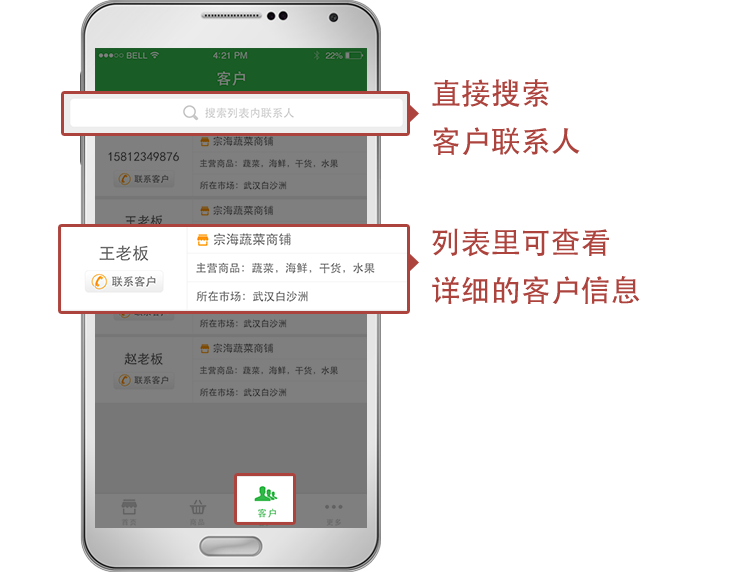 ●●●○○ BELL 4:21 PM 22%
客户
搜索列表内联系人
直接搜索
客户联系人
15812349876
联系客户
宗海蔬菜商铺
主营商品：蔬菜，海鲜，干货，水果
所在市场：武汉白沙洲
王老板
宗海蔬菜商铺
王老板
联系客户
宗海蔬菜商铺
主营商品：蔬菜，海鲜，干货，水果
所在市场：武汉白沙洲
列表里可查看
详细的客户信息
所在市场：武汉白沙洲
赵老板
联系客户
宗海蔬菜商铺
主营商品：蔬菜，海鲜，干货，水果
所在市场：武汉白沙洲
首页
客户
更多